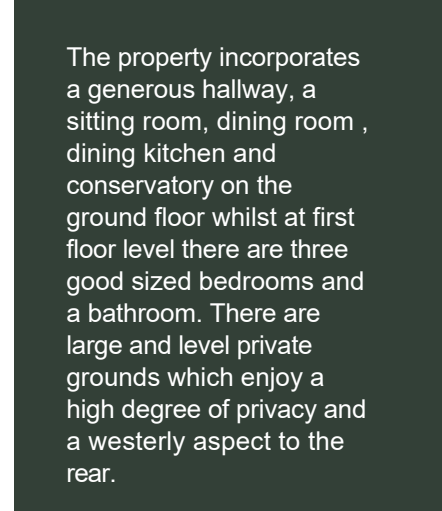 The property incorporates
a generous hallway, a
sitting room, dining room ,
dining kitchen and
conservatory on the
ground floor whilst at first
floor level there are three
good sized bedrooms and
a bathroom. There are
large and level private
grounds which enjoy a
high degree of privacy and
a westerly aspect to the
rear.